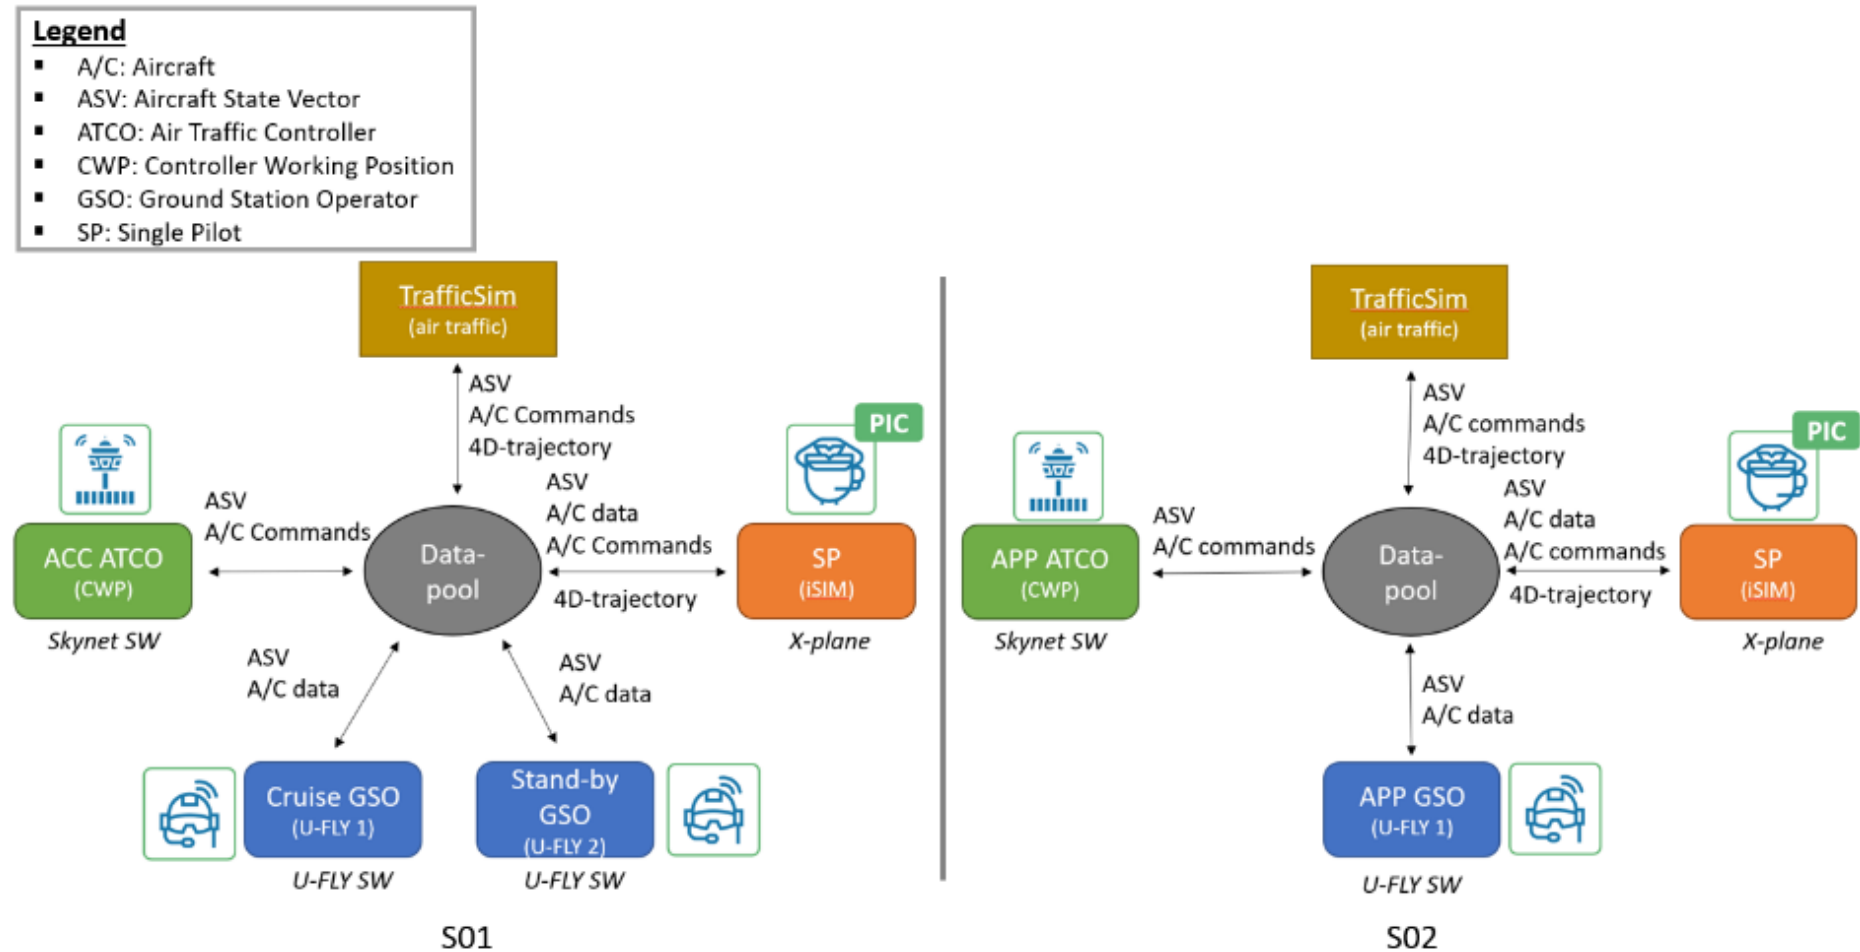 Legend
▪ A/C: Aircraft
▪ ASV: Aircraft State Vector
▪ ATCO: Air Traffic Controller
▪ CWP: Controller Working Position
▪ GSO: Ground Station Operator
▪ SP: Single Pilot
TrafficSim
(air traffic)
ASV
A/C Commands
4D-trajectory
PIC
ASV
A/C Commands
ASV
A/C data
A/C Commands
4D-trajectory
ACC ATCO
(CWP)
Skynet SW
Data-
pool
SP
(iSIM)
X-plane
ASV
A/C data
ASV
A/C data
Cruise GSO
(U-FLY 1)
U-FLY SW
Stand-by
GSO
(U-FLY 2)
U-FLY SW
S01
TrafficSim
(air traffic)
ASV
A/C commands
4D-trajectory
PIC
ASV
A/C commands
ASV
A/C data
A/C commands
4D-trajectory
APP ATCO
(CWP)
Skynet SW
Data-
pool
SP
(iSIM)
X-plane
ASV
A/C data
APP GSO
(U-FLY 1)
U-FLY SW
S02